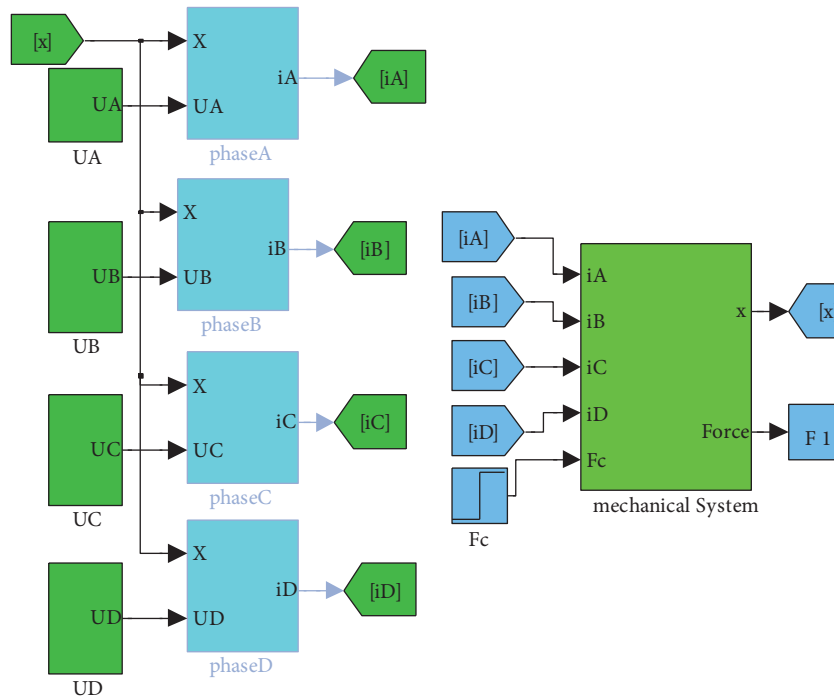 [x]
X
iA
[iA]
UA
UA
UA
phaseA
X
iB
[iB]
UB
UB
UB
phaseB
X
iC
[iC]
UC
UC
UC
phaseC
X
iD
[iD]
UD
UD
UD
phaseD
[iA]
iA
[iB]
iB
x
[x
[iC]
iC
[iD]
iD
Force
F 1
Fc
Fc
mechanical System